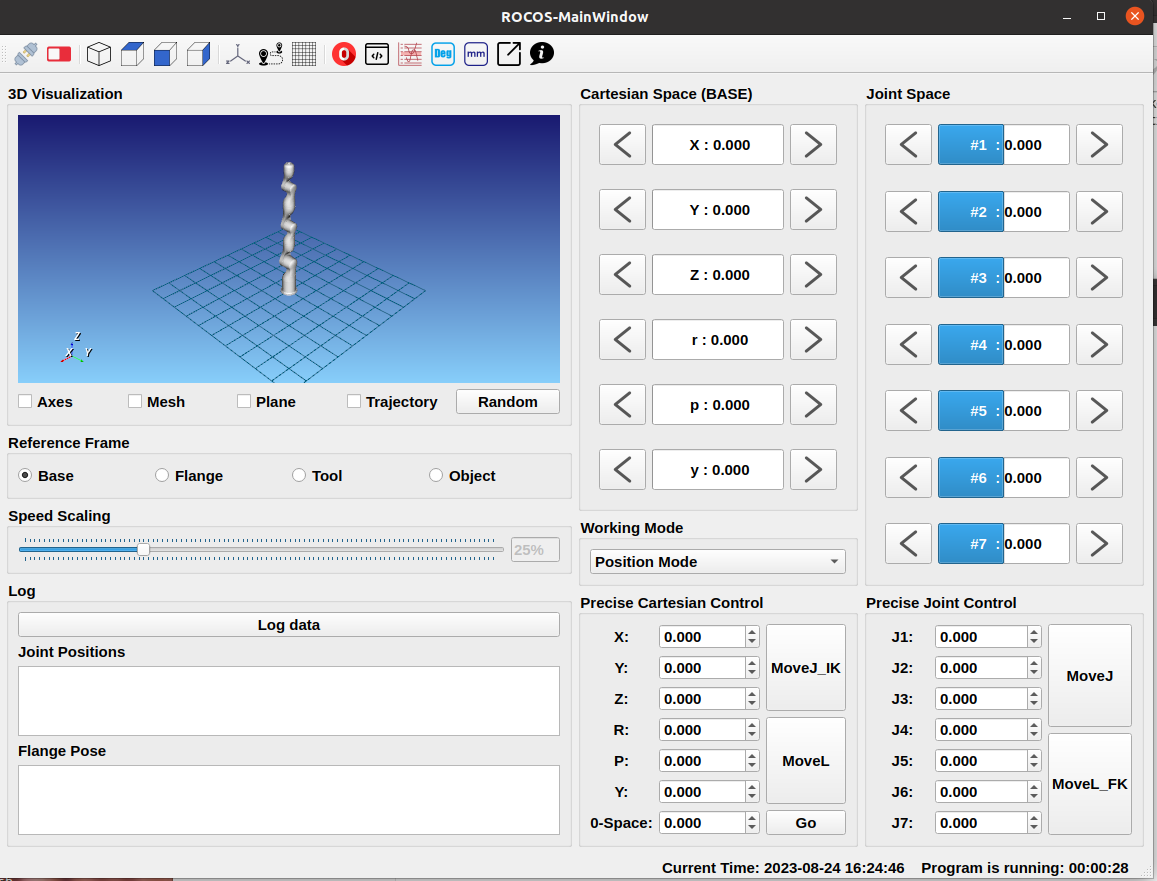 ROCOS-MainWindow
0
</>
Deg
mm
i
3D Visualization
Z
X Y
Axes
Mesh
Plane
Trajectory
Random
Reference Frame
Base
Flange
Tool
Object
Speed Scaling
25%
Log
Log data
Joint Positions
Flange Pose
Cartesian Space (BASE)
X : 0.000
Y : 0.000
Z : 0.000
r : 0.000
p : 0.000
y : 0.000
Working Mode
Position Mode
Precise Cartesian Control
X: 0.000
Y: 0.000
Z: 0.000
R: 0.000
P: 0.000
Y: 0.000
0-Space: 0.000
MoveJ_IK
MoveL
Go
Joint Space
#1 : 0.000
#2 : 0.000
#3 : 0.000
#4 : 0.000
#5 : 0.000
#6 : 0.000
#7 : 0.000
Precise Joint Control
J1: 0.000
J2: 0.000
J3: 0.000
J4: 0.000
J5: 0.000
J6: 0.000
J7: 0.000
MoveJ
MoveL_FK
Current Time: 2023-08-24 16:24:46 Program is running: 00:00:28